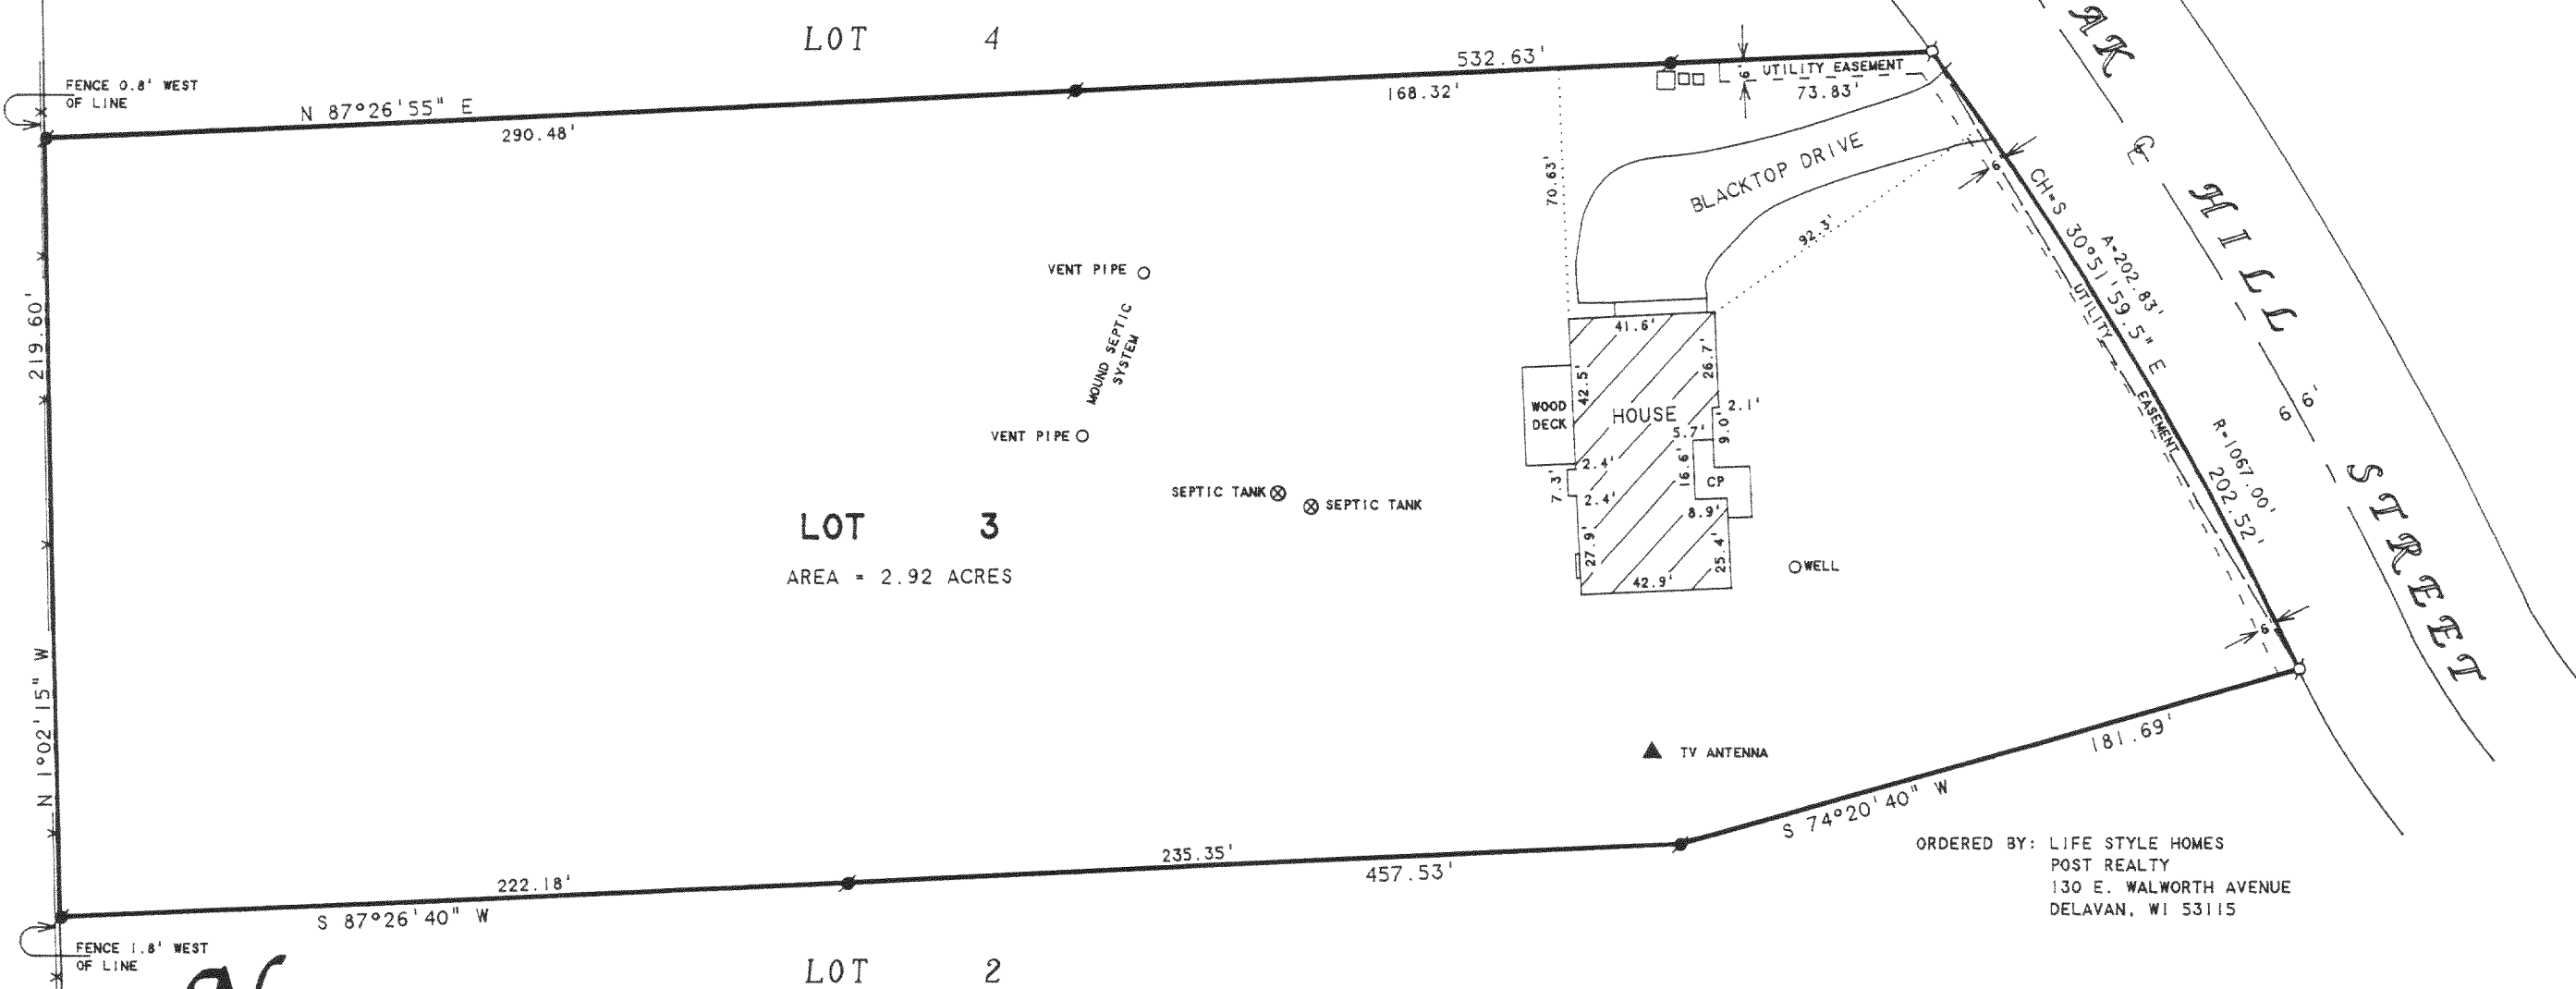 LOT 4
532.63'
FENCE 0.8' WEST
OF LINE
N 87°26'55" E
290.48'
168.32'
6'
UTILITY EASEMENT
73.83'
AK HILL STREET
BLACKTOP DRIVE
70.63'
92.3'
6
CH=S 30°51'59.5" E
A=202.83'
UTILITY EASEMENT
R=1067.00'
202.52'
66'
6
VENT PIPE
MOUND SEPTIC
SYSTEM
VENT PIPE
219.60'
41.6'
26.7'
42.5'
WOOD
DECK
HOUSE
2.1'
9.0'
5.7'
2.4'
16.6'
CP
7.3'
2.4'
8.9'
27.9'
25.4'
42.9'
SEPTIC TANK
SEPTIC TANK
WELL
LOT 3
AREA = 2.92 ACRES
N 1°02'15" W
TV ANTENNA
181.69'
S 74°20'40" W
235.35'
457.53'
222.18'
S 87°26'40" W
FENCE 1.8' WEST
OF LINE
LOT 2
ORDERED BY: LIFE STYLE HOMES
POST REALTY
130 E. WALWORTH AVENUE
DELAVAN, WI 53115